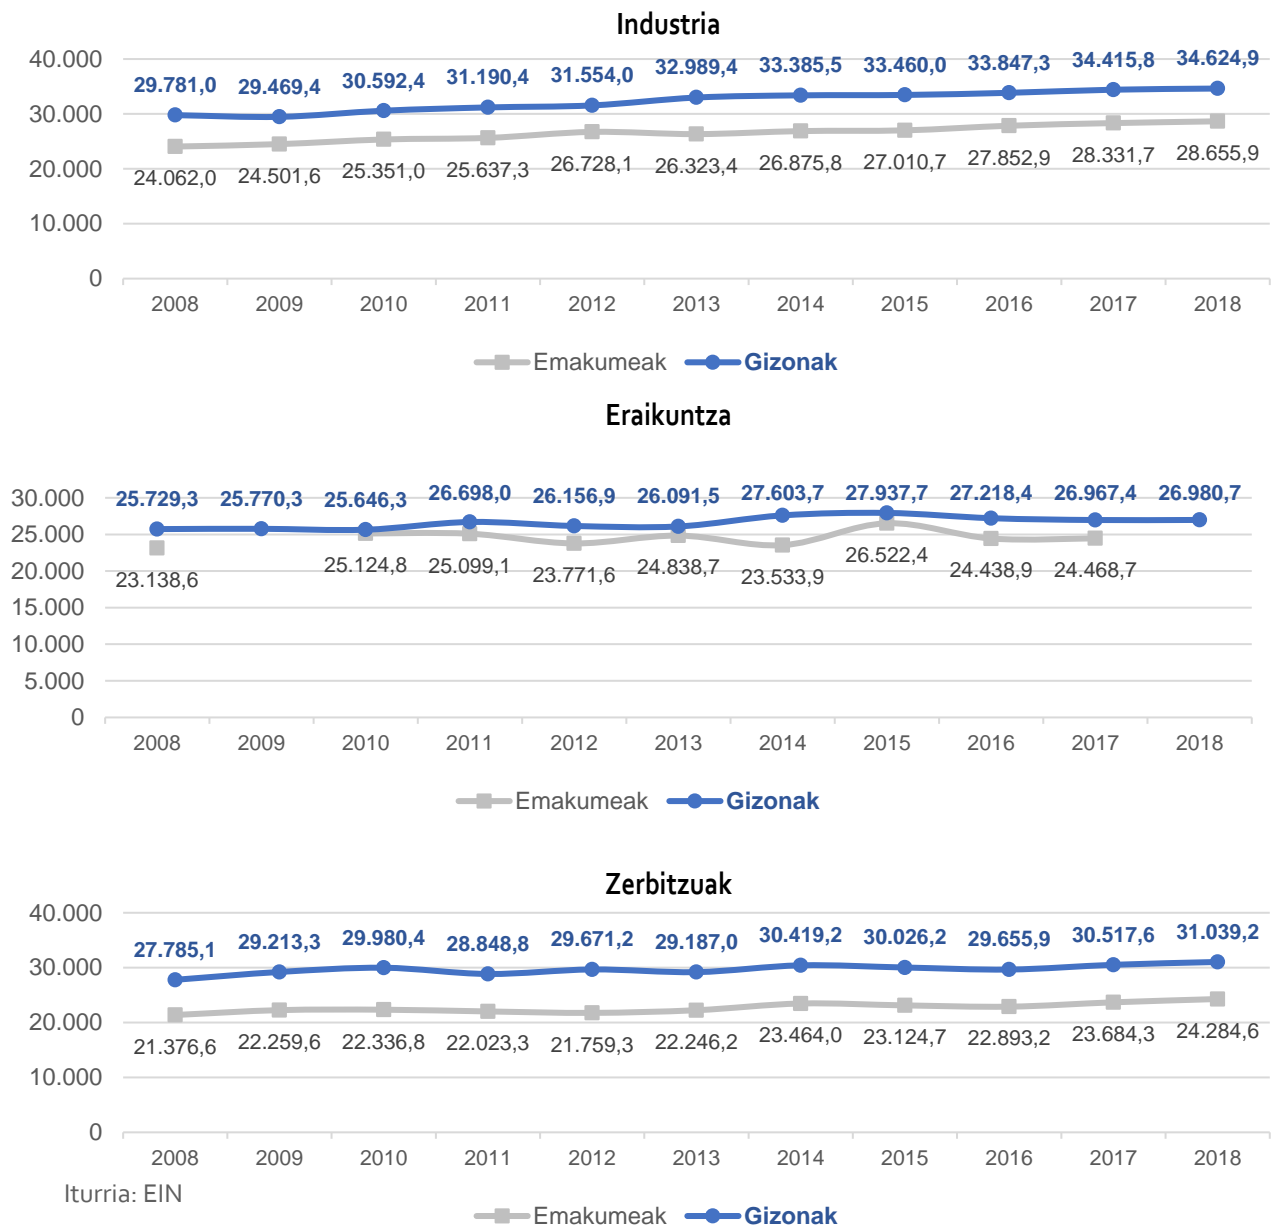 Industria
40.000
29.781,0 29.469,4 30.592,4 31.190,4 31.554,0 32.989,4 33.385,5 33.460,0 33.847,3 34.415,8 34.624,9
30.000
20.000
24.062,0 24.501,6 25.351,0 25.637,3 26.728,1 26.323,4 26.875,8 27.010,7 27.852,9 28.331,7 28.655,9
10.000
0
2008 2009 2010 2011 2012 2013 2014 2015 2016 2017 2018
Emakumeak Gizonak
Eraikuntza
30.000
25.729,3 25.770,3 25.646,3 26.698,0 26.156,9 26.091,5 27.603,7 27.937,7 27.218,4 26.967,4 26.980,7
25.000
23.138,6 25.124,8 25.099,1 23.771,6 24.838,7 23.533,9 26.522,4 24.438,9 24.468,7
20.000
15.000
10.000
5.000
0
2008 2009 2010 2011 2012 2013 2014 2015 2016 2017 2018
Emakumeak Gizonak
Zerbitzuak
40.000
27.785,1 29.213,3 29.980,4 28.848,8 29.671,2 29.187,0 30.419,2 30.026,2 29.655,9 30.517,6 31.039,2
30.000
20.000
21.376,6 22.259,6 22.336,8 22.023,3 21.759,3 22.246,2 23.464,0 23.124,7 22.893,2 23.684,3 24.284,6
10.000
0
2008 2009 2010 2011 2012 2013 2014 2015 2016 2017 2018
Iturria: EIN
Emakumeak Gizonak